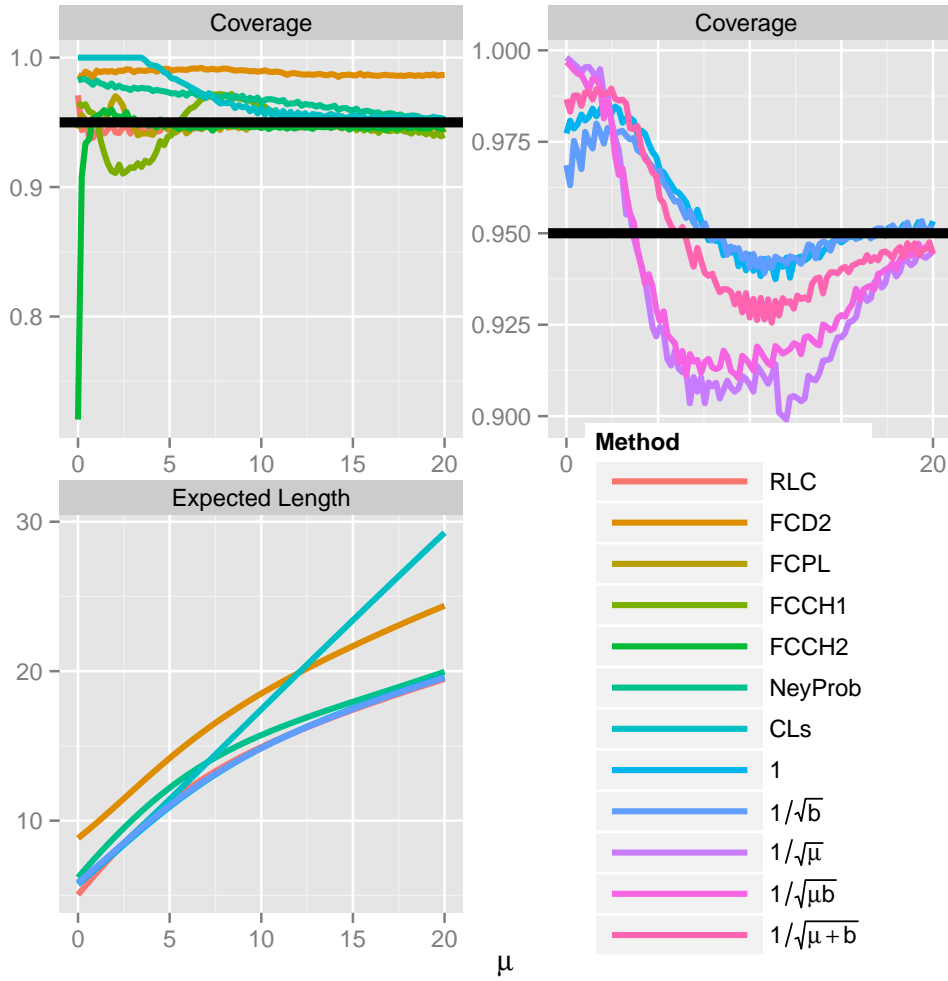 Coverage
1.0
0.9
0.8
0 5 10 15 20
Coverage
1.000
0.975
0.950
0.925
0.900
0 20
Expected Length
30
20
10
0 5 10 15 20
μ
Method
RLC
FCD2
FCPL
FCCH1
FCCH2
NeyProb
CLs
1
1/√b
1/√μ
1/√μb
1/√μ + b